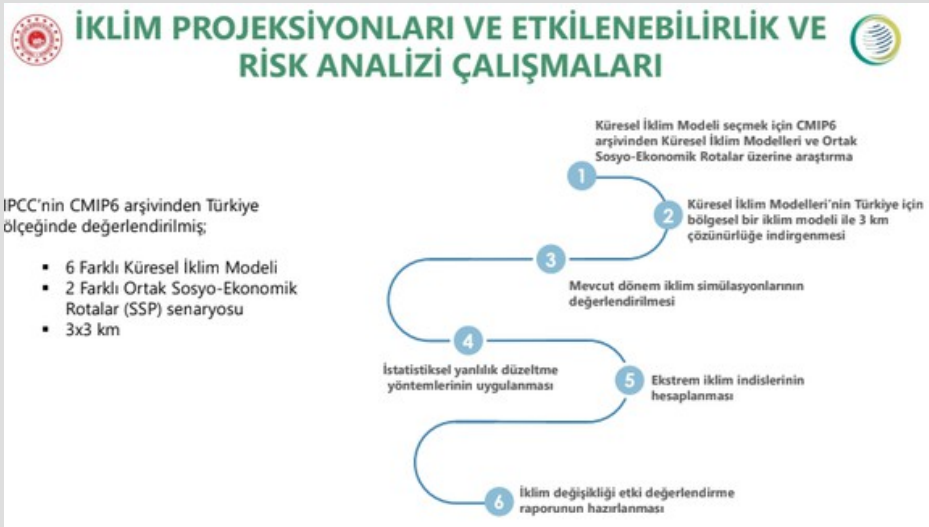 İKLİM PROJEKSİYONLARI VE ETKİLENEBİLİRLİK VE
RİSK ANALİZİ ÇALIŞMALARI
IPCC'nin CMIP6 arşivinden Türkiye
ölçeğinde değerlendirilmiş;
▪ 6 Farklı Küresel İklim Modeli
▪ 2 Farklı Ortak Sosyo-Ekonomik
Rotalar (SSP) senaryosu
▪ 3x3 km
Küresel İklim Modeli seçmek için CMIP6
arşivinden Küresel İklim Modelleri ve Ortak
Sosyo-Ekonomik Rotalar üzerine araştırma
1
2
Küresel İklim Modelleri'nin Türkiye için
bölgesel bir iklim modeli ile 3 km
çözünürlüğe indirgenmesi
3
Mevcut dönem iklim simülasyonlarının
değerlendirilmesi
4
İstatistiksel yanlılık düzeltme
yöntemlerinin uygulanması
5
Ekstrem iklim indislerinin
hesaplanması
6
İklim değişikliği etki değerlendirme
raporunun hazırlanması